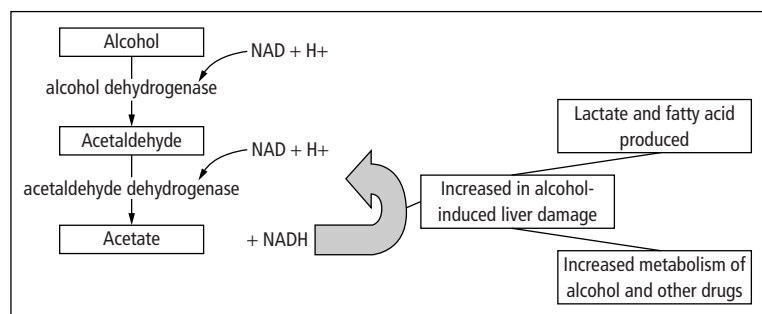 Alcohol
NAD + H+
alcohol dehydrogenase
Acetaldehyde
NAD + H+
acetaldehyde dehydrogenase
Acetate
+ NADH
Lactate and fatty acid
produced
Increased in alcohol-
induced liver damage
Increased metabolism of
alcohol and other drugs